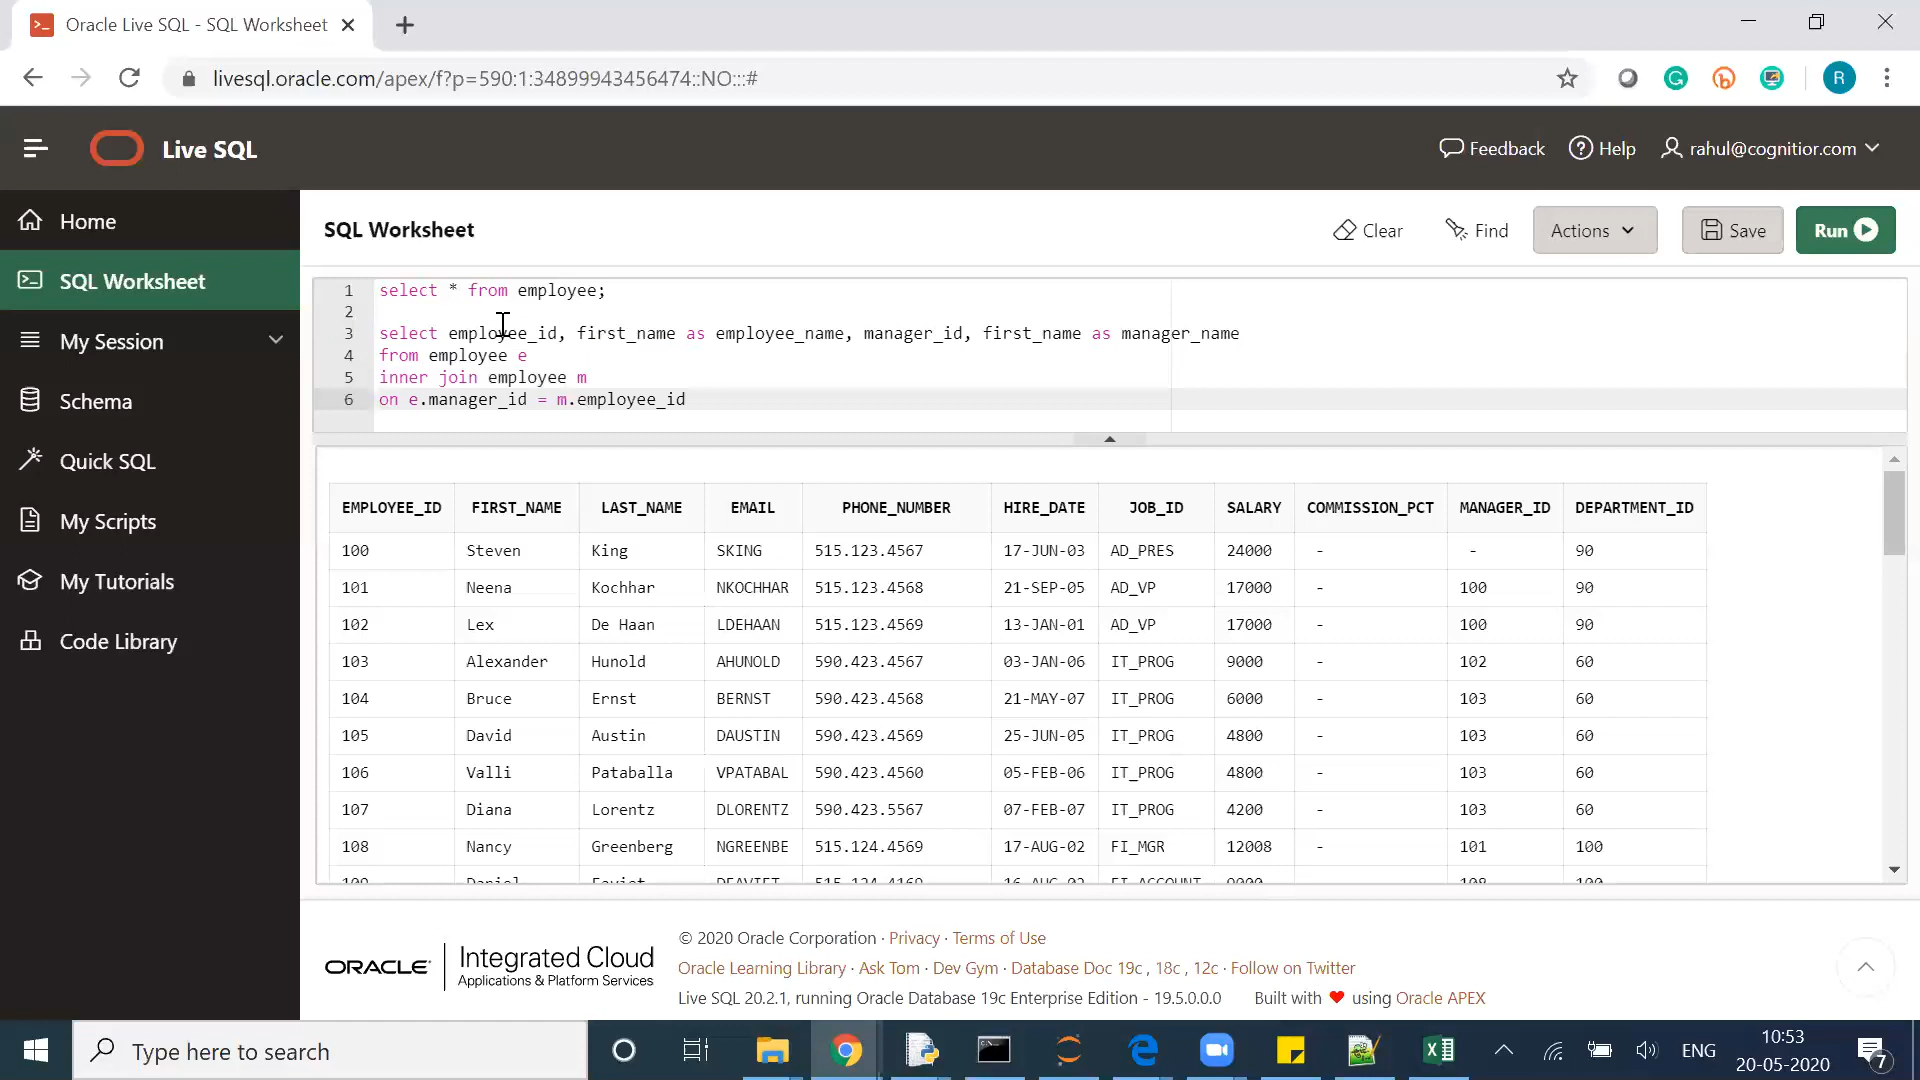 Oracle Live SQL - SQL Worksheet
livesql.oracle.com/apex/f?p=590:1:34899943456474::NO:::#
R
Live SQL
Feedback
Help
rahul@cognitior.com
Home
SQL Worksheet
My Session
Schema
Quick SQL
My Scripts
My Tutorials
Code Library
SQL Worksheet
Clear
Find
Actions
Save
Run
1 select * from employee;
2
3 select employee_id, first_name as employee_name, manager_id, first_name as manager_name
4 from employee e
5 inner join employee m
6 on e.manager_id = m.employee_id
EMPLOYEE_ID FIRST_NAME LAST_NAME EMAIL PHONE_NUMBER HIRE_DATE JOB_ID SALARY COMMISSION_PCT MANAGER_ID DEPARTMENT_ID
100 Steven King SKING 515.123.4567 17-JUN-03 AD_PRES 24000 - - 90
101 Neena Kochhar NKOCHHAR 515.123.4568 21-SEP-05 AD_VP 17000 - 100 90
102 Lex De Haan LDEHAAN 515.123.4569 13-JAN-01 AD_VP 17000 - 100 90
103 Alexander Hunold AHUNOLD 590.423.4567 03-JAN-06 IT_PROG 9000 - 102 60
104 Bruce Ernst BERNST 590.423.4568 21-MAY-07 IT_PROG 6000 - 103 60
105 David Austin DAUSTIN 590.423.4569 25-JUN-05 IT_PROG 4800 - 103 60
106 Valli Pataballa VPATABAL 590.423.4560 05-FEB-06 IT_PROG 4800 - 103 60
107 Diana Lorentz DLORENTZ 590.423.5567 07-FEB-07 IT_PROG 4200 - 103 60
108 Nancy Greenberg NGREENBE 515.124.4569 17-AUG-02 FI_MGR 12008 - 101 100
ORACLE
Integrated Cloud
Applications & Platform Services
© 2020 Oracle Corporation · Privacy · Terms of Use
Oracle Learning Library · Ask Tom · Dev Gym · Database Doc 19c , 18c , 12c · Follow on Twitter
Live SQL 20.2.1, running Oracle Database 19c Enterprise Edition - 19.5.0.0.0 Built with ♥ using Oracle APEX
Type here to search
ENG
10:53
20-05-2020
7